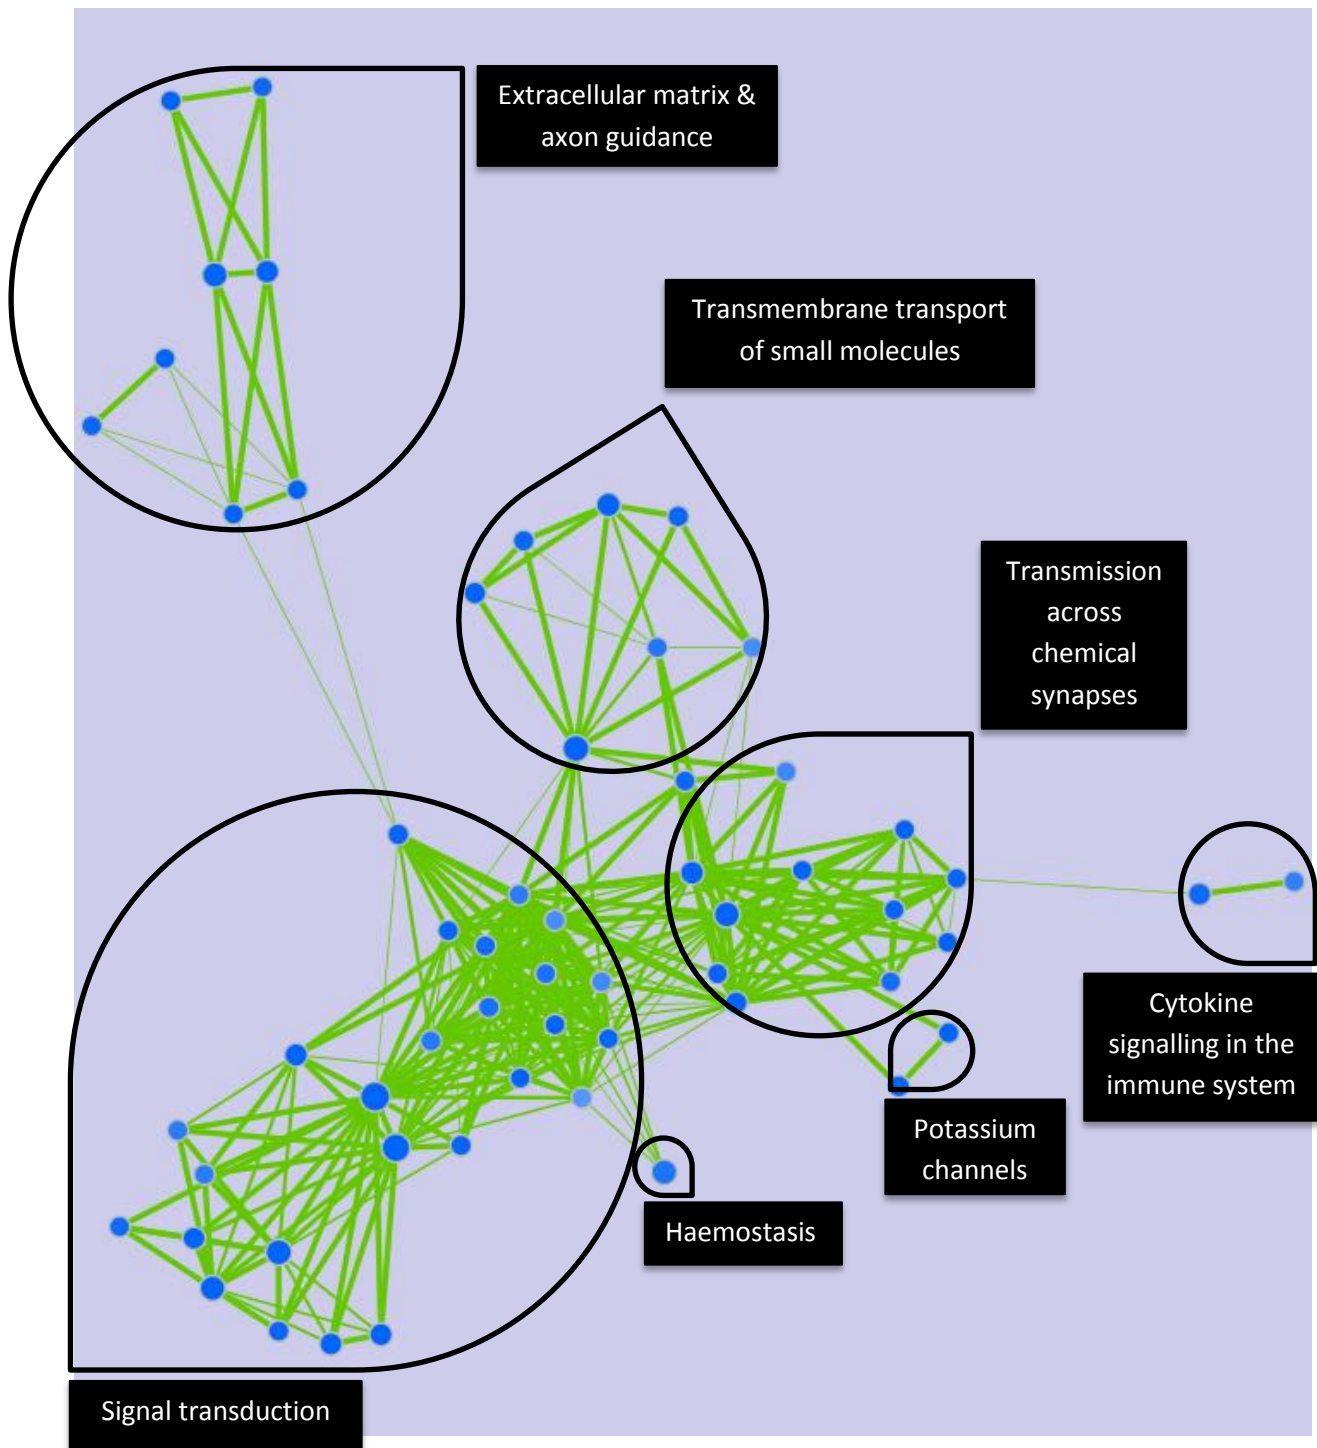 Extracellular matrix &
axon guidance
Transmembrane transport
of small molecules
Transmission
across
chemical
synapses
Cytokine
signalling in the
immune system
Potassium
channels
Haemostasis
Signal transduction